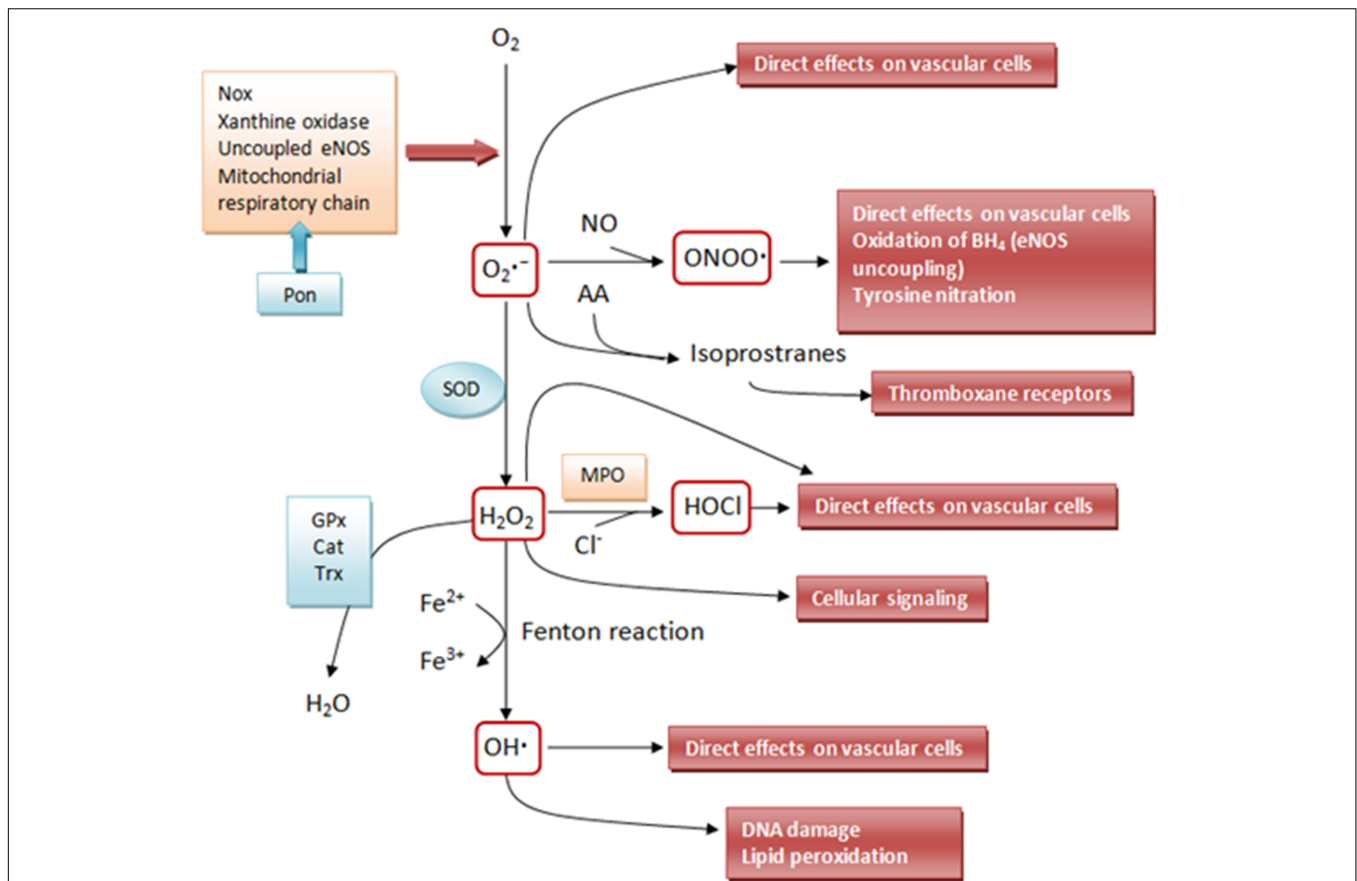 O₂
Direct effects on vascular cells
Nox
Xanthine oxidase
Uncoupled eNOS
Mitochondrial
respiratory chain
Pon
O₂•⁻
NO
ONOO•
Direct effects on vascular cells
Oxidation of BH₄ (eNOS
uncoupling)
Tyrosine nitration
AA
Isoprostanes
Thromboxane receptors
SOD
MPO
H₂O₂
Cl⁻
HOCl
Direct effects on vascular cells
GPx
Cat
Trx
Cellular signaling
Fe²⁺
Fenton reaction
Fe³⁺
H₂O
OH•
Direct effects on vascular cells
DNA damage
Lipid peroxidation